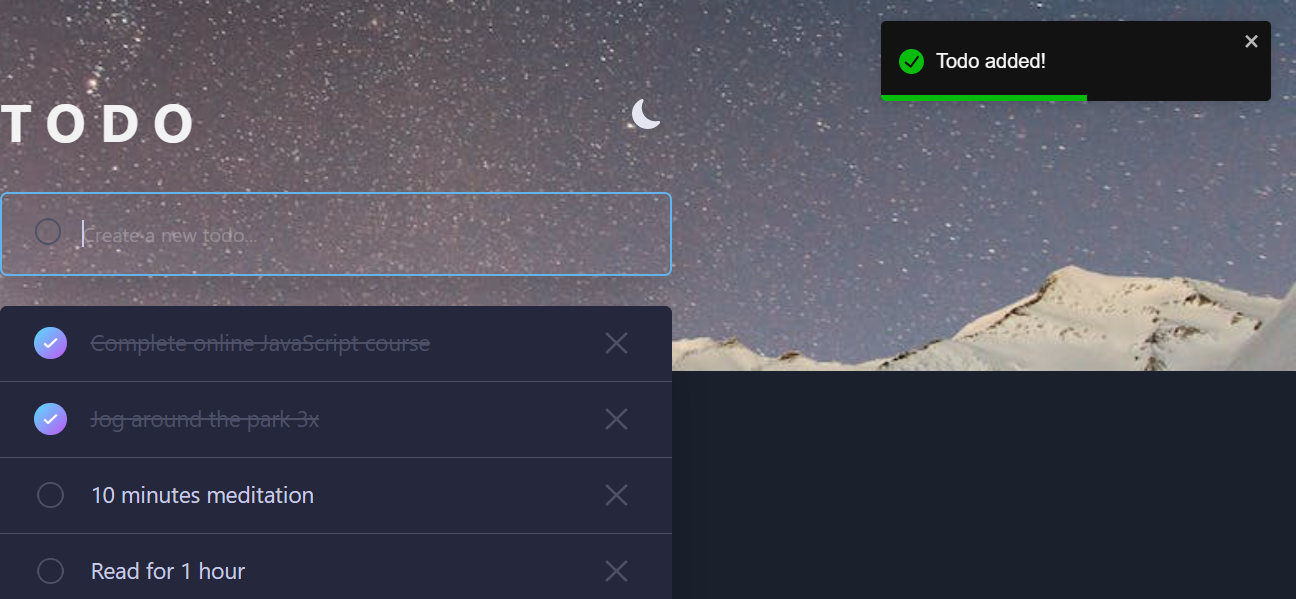 Todo added!
TODO
Create a new todo...
Complete online JavaScript course
Jog around the park 3x
10 minutes meditation
Read for 1 hour